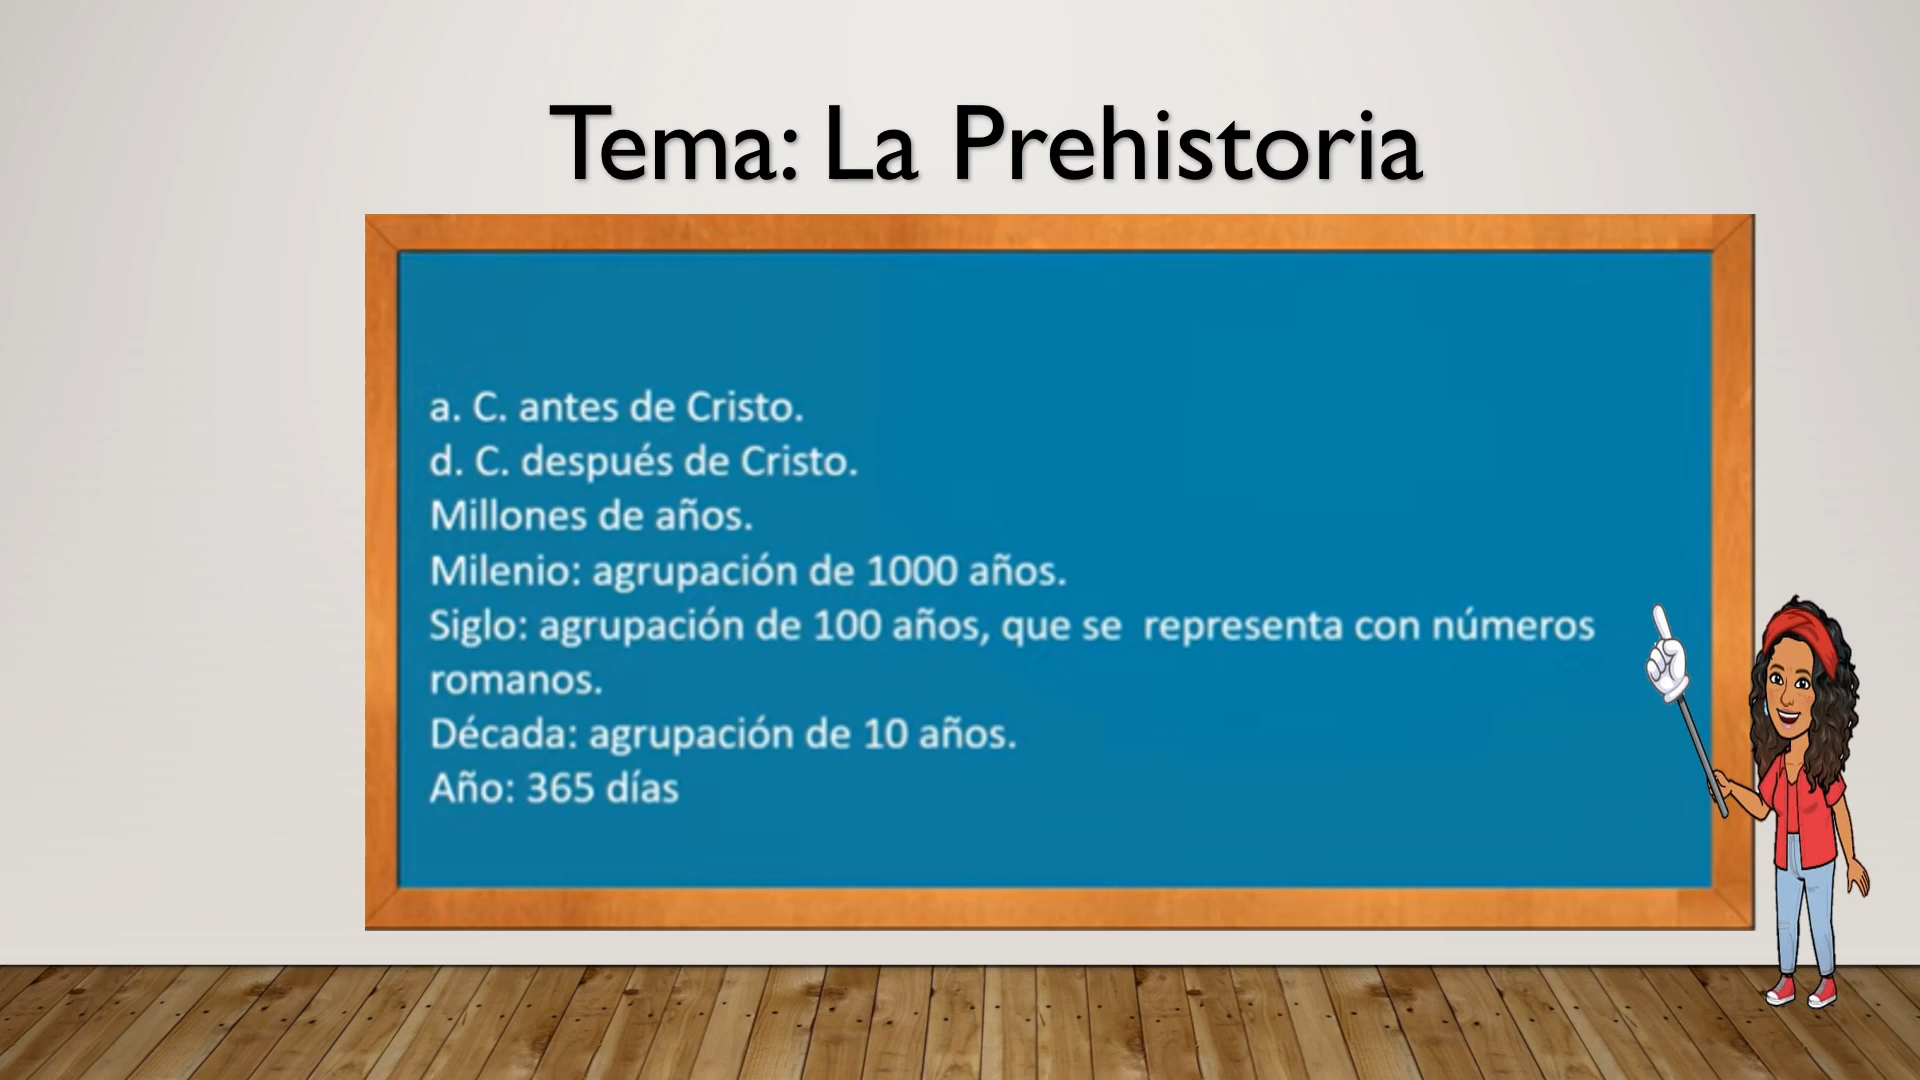 Tema: La Prehistoria
a. C. antes de Cristo.
d. C. después de Cristo.
Millones de años.
Milenio: agrupación de 1000 años.
Siglo: agrupación de 100 años, que se  representa con números
romanos.
Década: agrupación de 10 años.
Año: 365 días